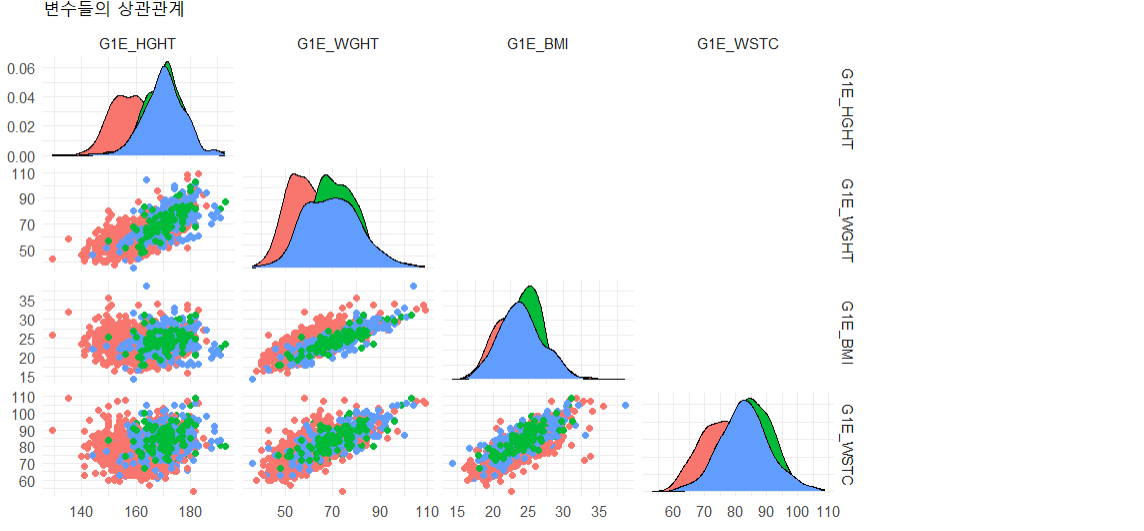 변수들의 상관관계
G1E_HGHT G1E_WGHT G1E_BMI G1E_WSTC
0.06
0.04
0.02
0.00
G1E_HGHT
110
90
70
50
G1E_WGHT
35
30
25
20
15
G1E_BMI
110
100
90
80
70
60
G1E_WSTC
140 160 180 50 70 90 110 15 20 25 30 35 60 70 80 90 100 110